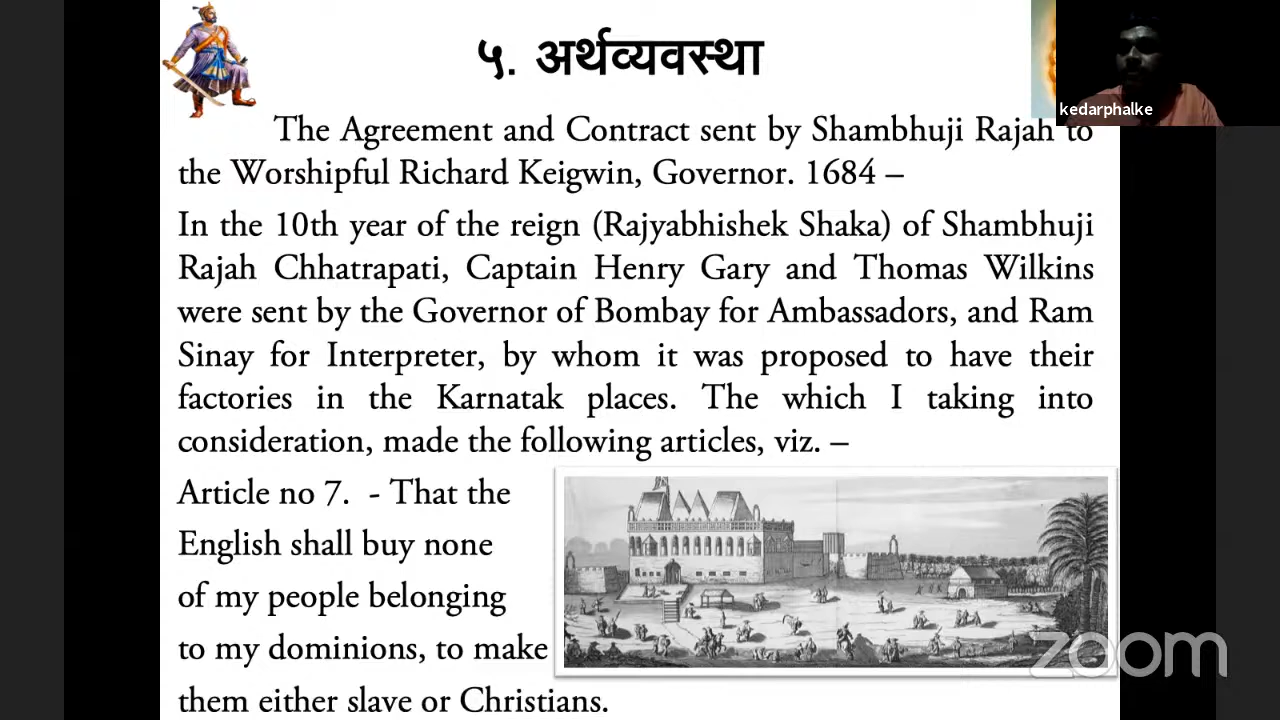 ५. अर्थव्यवस्था
kedarphalke
The Agreement and Contract sent by Shambhuji Rajah to
the Worshipful Richard Keigwin, Governor. 1684 –
In the 10th year of the reign (Rajyabhishek Shaka) of Shambhuji
Rajah Chhatrapati, Captain Henry Gary and Thomas Wilkins
were sent by the Governor of Bombay for Ambassadors, and Ram
Sinay for Interpreter, by whom it was proposed to have their
factories in the Karnatak places. The which I taking into
consideration, made the following articles, viz. –
Article no 7. - That the
English shall buy none
of my people belonging
to my dominions, to make
them either slave or Christians.
zoom